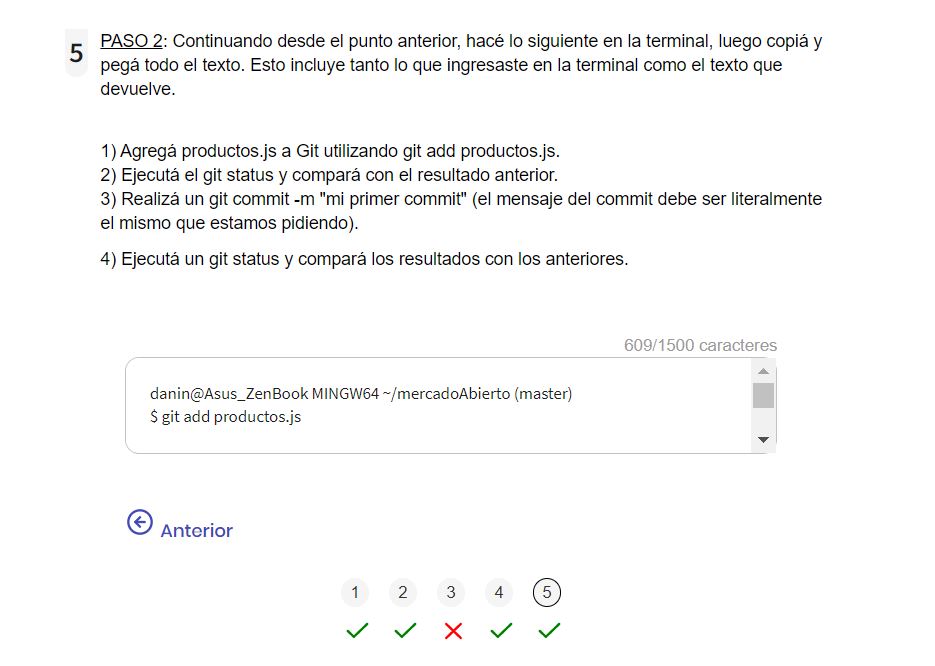 5
PASO 2: Continuando desde el punto anterior, hacé lo siguiente en la terminal, luego copiá y
pegá todo el texto. Esto incluye tanto lo que ingresaste en la terminal como el texto que
devuelve.
1) Agregá productos.js a Git utilizando git add productos.js.
2) Ejecutá el git status y compará con el resultado anterior.
3) Realizá un git commit -m "mi primer commit" (el mensaje del commit debe ser literalmente
el mismo que estamos pidiendo).
4) Ejecutá un git status y compará los resultados con los anteriores.
609/1500 caracteres
danin@Asus_ZenBook MINGW64 ~/mercadoAbierto (master)
$ git add productos.js
Anterior
1 2 3 4 5